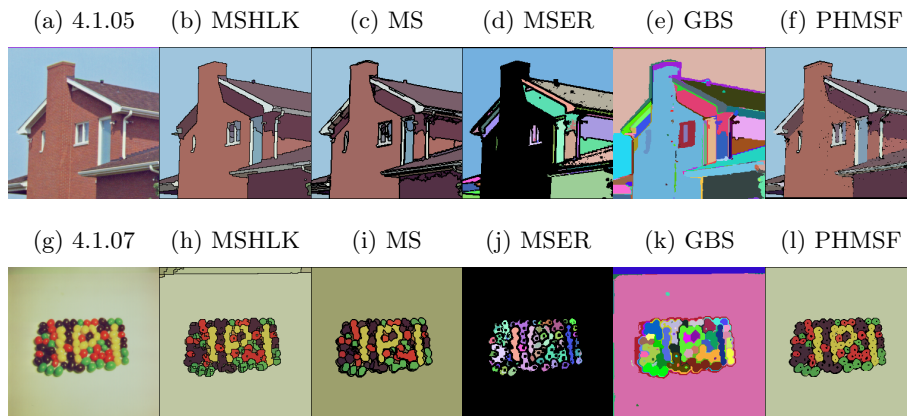 (a) 4.1.05 (b) MSHLK (c) MS (d) MSER (e) GBS (f) PHMSF
(g) 4.1.07 (h) MSHLK (i) MS (j) MSER (k) GBS (l) PHMSF